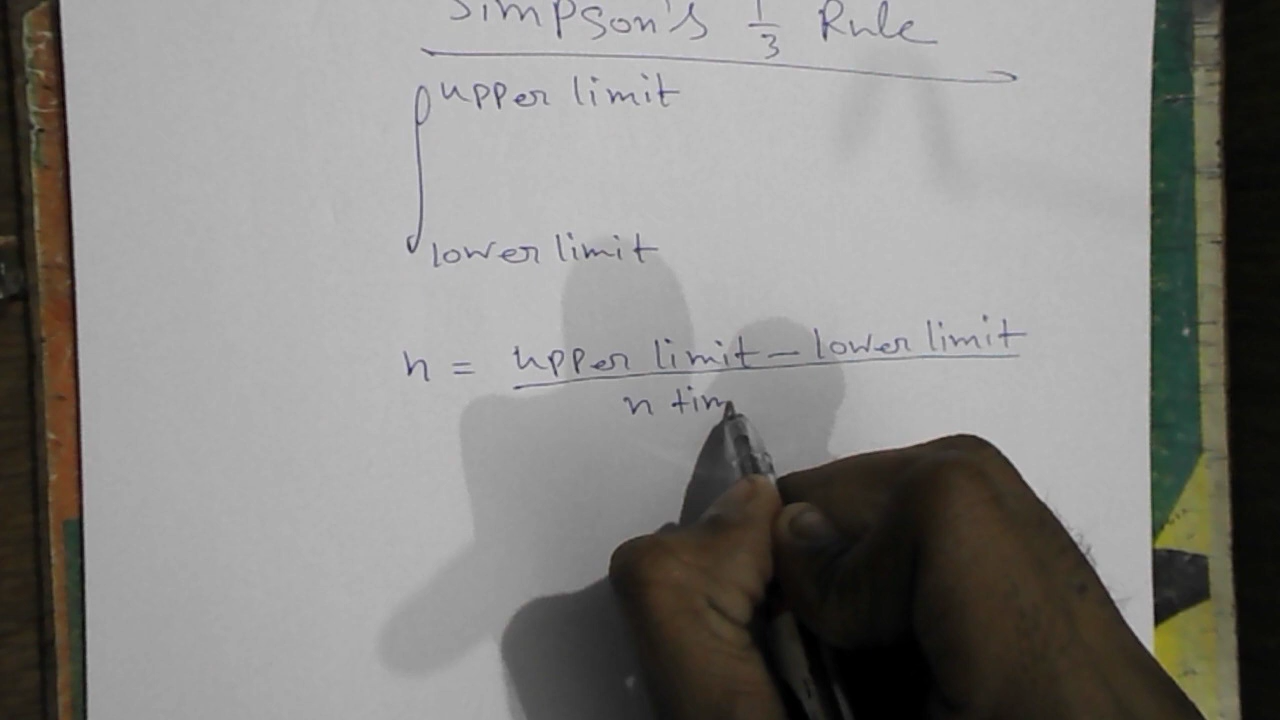 Simpson's 1/3 Rule
∫ upper limit
lower limit
h = upper limit - lower limit
n tim